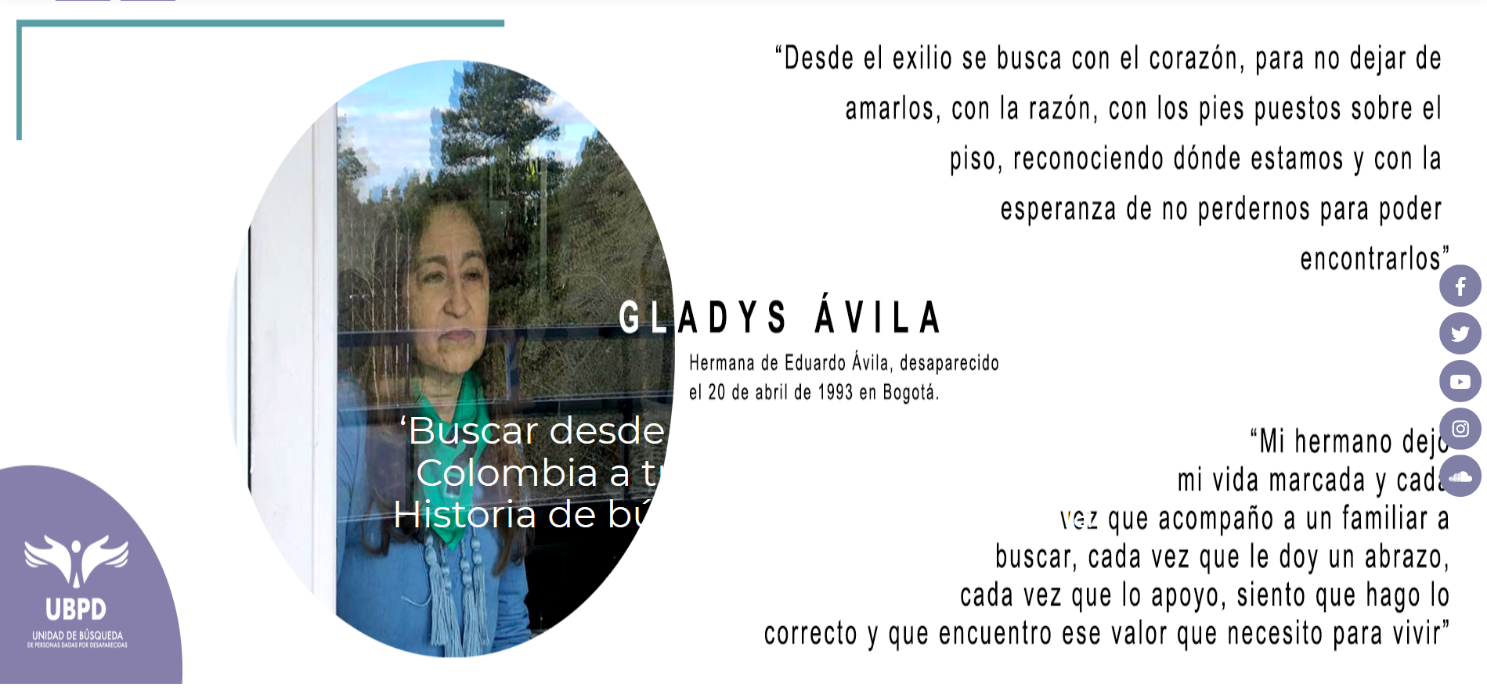 “Desde el exilio se busca con el corazón, para no dejar de
amarlos, con la razón, con los pies puestos sobre el
piso, reconociendo dónde estamos y con la
esperanza de no perdernos para poder
encontrarlos”
GLADYS ÁVILA
Hermana de Eduardo Ávila, desaparecido
el 20 de abril de 1993 en Bogotá.
‘Buscar desde
Colombia a
Historia de
“Mi hermano dejó
mi vida marcada y cada
vez que acompaño a un familiar a
buscar, cada vez que le doy un abrazo,
cada vez que lo apoyo, siento que hago lo
correcto y que encuentro ese valor que necesito para vivir”
UBPD
UNIDAD DE BÚSQUEDA
DE PERSONAS DADAS POR DESAPARECIDAS